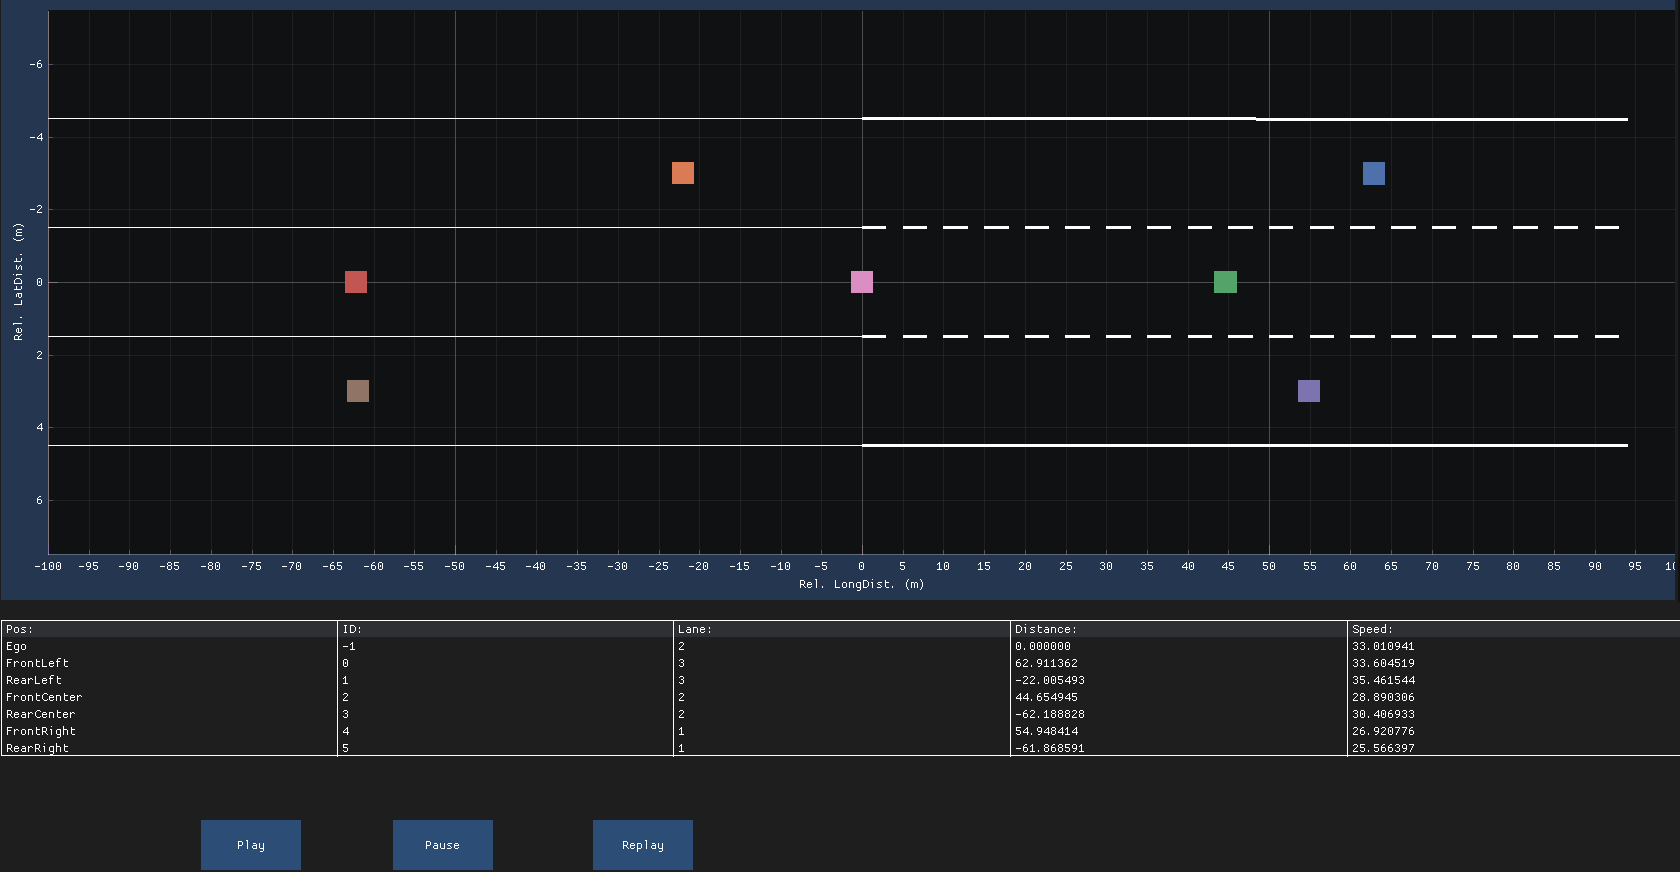 -6
-4
-2
0
2
4
6
Rel. LatDist. (m)
-100 -95 -90 -85 -80 -75 -70 -65 -60 -55 -50 -45 -40 -35 -30 -25 -20 -15 -10 -5 0 5 10 15 20 25 30 35 40 45 50 55 60 65 70 75 80 85 90 95
Rel. LongDist. (m)
Pos: ID: Lane: Distance: Speed:
Ego -1 2 0.000000 33.010941
FrontLeft 0 3 62.911362 33.604519
RearLeft 1 3 -22.005493 35.461544
FrontCenter 2 2 44.654945 28.890306
RearCenter 3 2 -62.188828 30.406933
FrontRight 4 1 54.948414 26.920776
RearRight 5 1 -61.868591 25.566397
Play Pause Replay